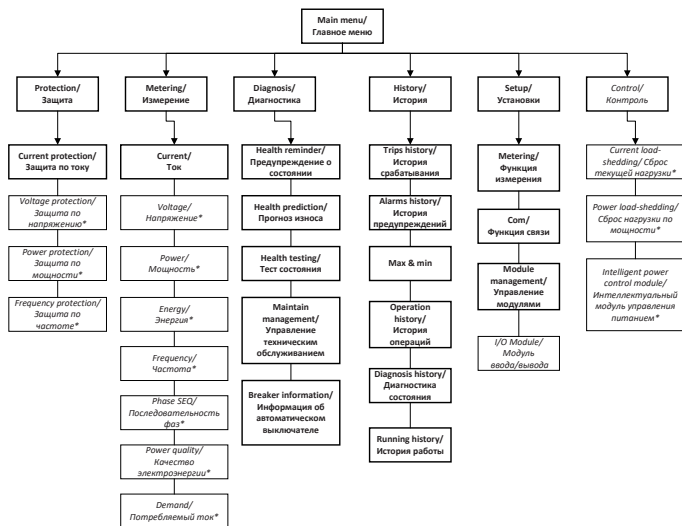 Main menu/
Главное меню
Protection/
Защита
Metering/
Измерение
Diagnosis/
Диагностика
History/
История
Setup/
Установки
Control/
Контроль
Current protection/
Защита по току
Voltage protection/
Защита по
напряжению*
Power protection/
Защита по
мощности*
Frequency protection/
Защита по
частоте*
Current/
Ток
Voltage/
Напряжение*
Power/
Мощность*
Energy/
Энергия*
Frequency/
Частота*
Phase SEQ/
Последовательность
фаз*
Power quality/
Качество
электроэнергии*
Demand/
Потребляемый ток*
Health reminder/
Предупреждение о
состоянии
Health prediction/
Прогноз износа
Health testing/
Тест состояния
Maintain
management/
Управление
техническим
обслуживанием
Breaker information/
Информация об
автоматическом
выключателе
Trips history/
История
срабатывания
Alarms history/
История
предупреждений
Max & min
Operation
history/
История
операций
Diagnosis history/
Диагностика
состояния
Running history/
История работы
Metering/
Функция
измерения
Com/
Функция связи
Module
management/
Управление
модулями
I/O Module/
Модуль
ввода/вывода
Current load-
shedding/ Сброс
текущей нагрузки*
Power load-shedding/
Сброс нагрузки по
мощности*
Intelligent power
control module/
Интеллектуальный
модуль управления
питанием*